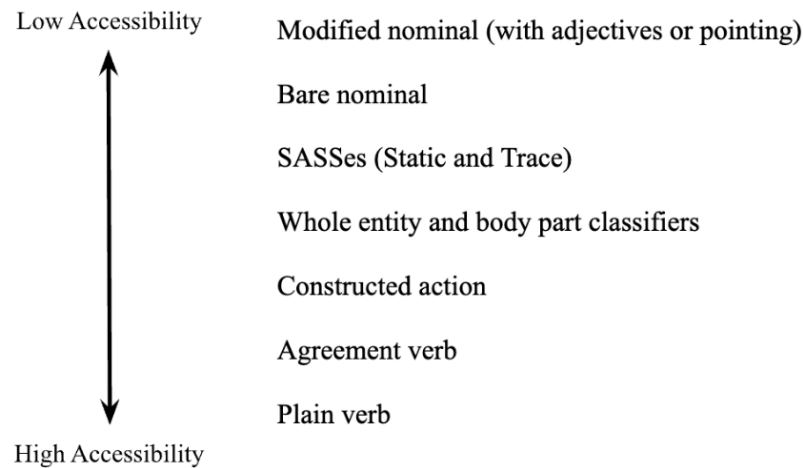 Low Accessibility
Modified nominal (with adjectives or pointing)
Bare nominal
SASSes (Static and Trace)
Whole entity and body part classifiers
Constructed action
Agreement verb
Plain verb
High Accessibility